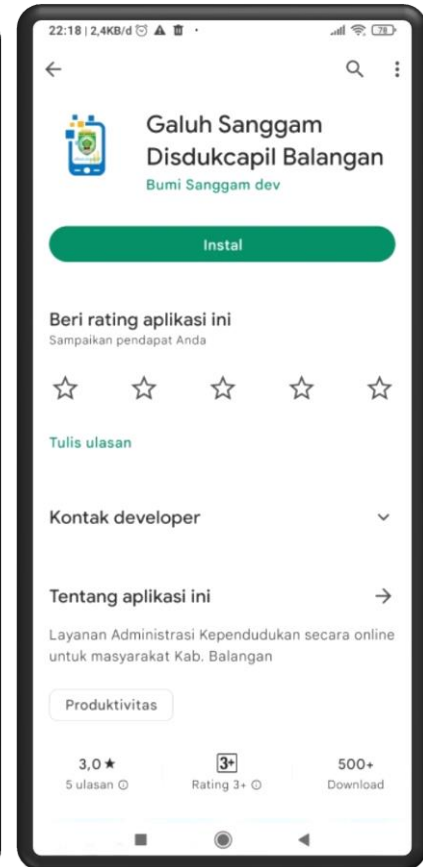 22:18 | 2,4KB/d
78
Galuh Sanggam
Disdukcapil Balangan
Bumi Sanggam dev
Instal
Beri rating aplikasi ini
Sampaikan pendapat Anda
Tulis ulasan
Kontak developer
Tentang aplikasi ini
Layanan Administrasi Kependudukan secara online
untuk masyarakat Kab. Balangan
Produktivitas
3,0 ★ 3+ 500+
5 ulasan Rating 3+ Download